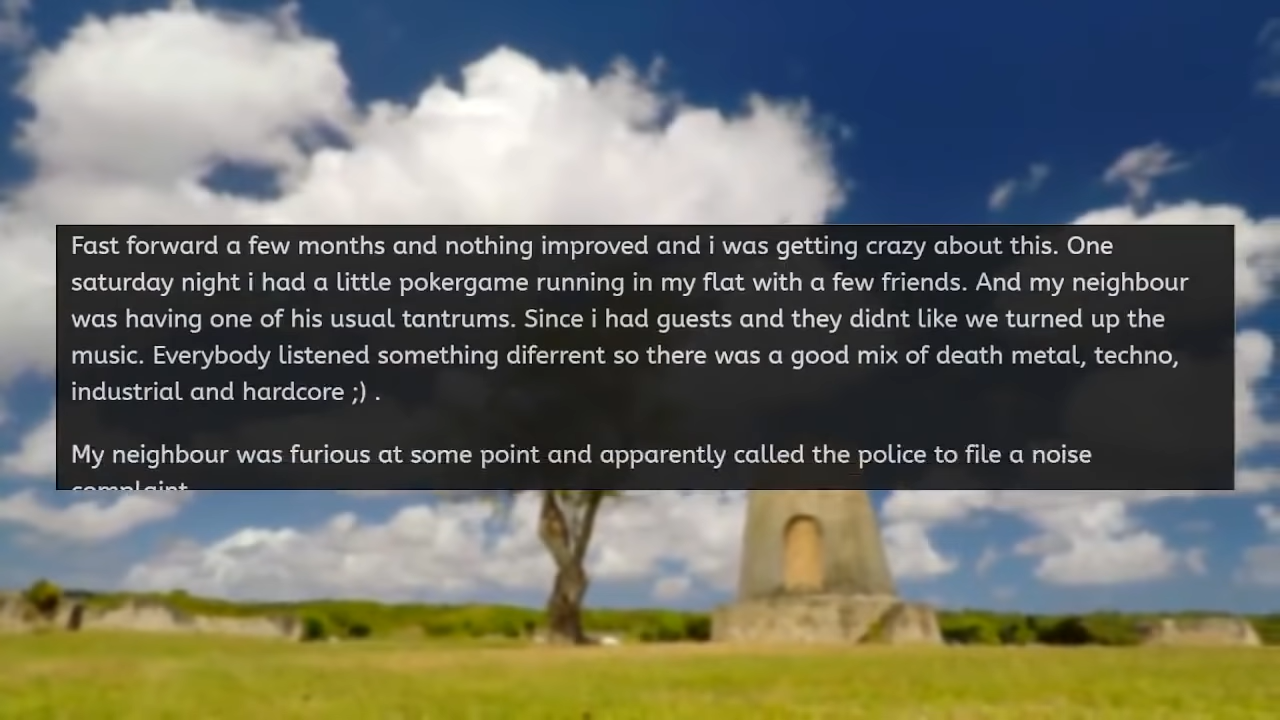 Fast forward a few months and nothing improved and i was getting crazy about this. One
saturday night i had a little pokergame running in my flat with a few friends. And my neighbour
was having one of his usual tantrums. Since i had guests and they didnt like we turned up the
music. Everybody listened something diferrent so there was a good mix of death metal, techno,
industrial and hardcore ;) .
My neighbour was furious at some point and apparently called the police to file a noise
complaint